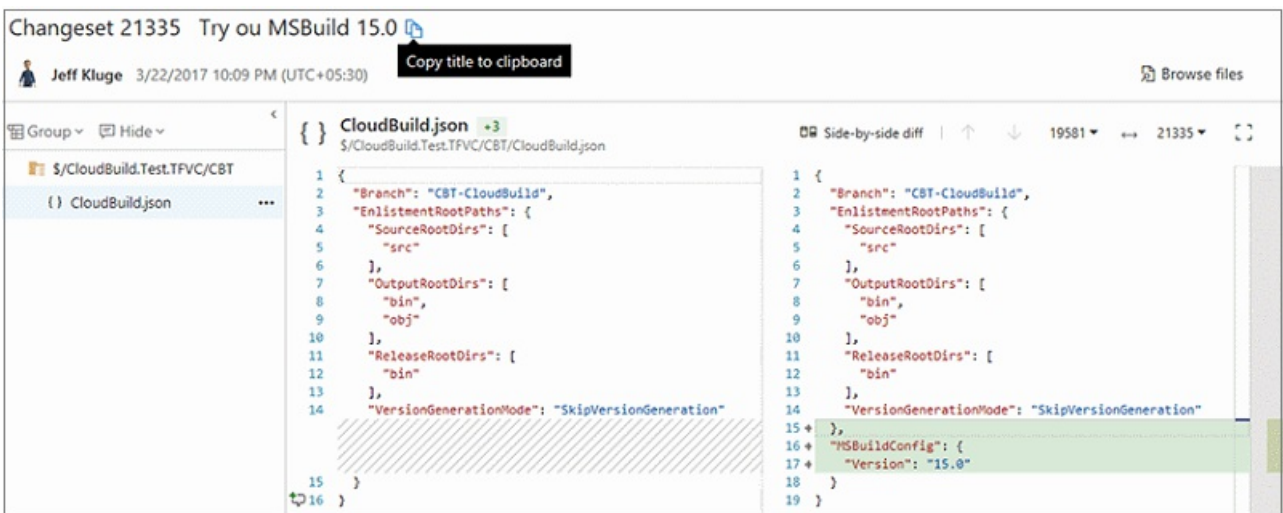 Changeset 21335 Try ou MSBuild 15.0
Copy title to clipboard
Jeff Kluge 3/22/2017 10:09 PM (UTC+05:30)
Browse files
Group Hide
$/CloudBuild.Test.TFVC/CBT
{ } CloudBuild.json ...
{ } CloudBuild.json +3
$/CloudBuild.Test.TFVC/CBT/CloudBuild.json
Side-by-side diff 19581 21335
1 {
2 "Branch": "CBT-CloudBuild",
3 "EnlistmentRootPaths": {
4 "SourceRootDirs": [
5 "src"
6 ],
7 "OutputRootDirs": [
8 "bin",
9 "obj"
10 ],
11 "ReleaseRootDirs": [
12 "bin"
13 ],
14 "VersionGenerationMode": "SkipVersionGeneration"
15 }
16 }
1 {
2 "Branch": "CBT-CloudBuild",
3 "EnlistmentRootPaths": {
4 "SourceRootDirs": [
5 "src"
6 ],
7 "OutputRootDirs": [
8 "bin",
9 "obj"
10 ],
11 "ReleaseRootDirs": [
12 "bin"
13 ],
14 "VersionGenerationMode": "SkipVersionGeneration"
15 + },
16 + "MSBuildConfig": {
17 + "Version": "15.0"
18 }
19 }